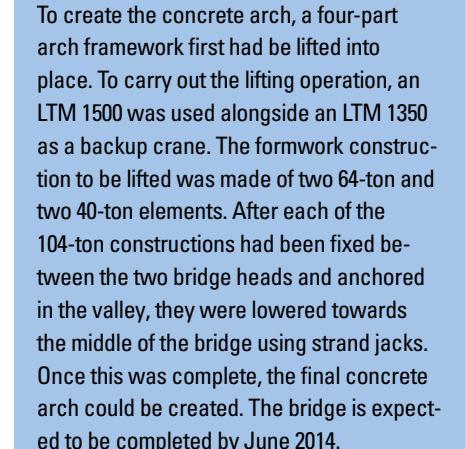 To create the concrete arch, a four-part
arch framework first had be lifted into
place. To carry out the lifting operation, an
LTM 1500 was used alongside an LTM 1350
as a backup crane. The formwork construc-
tion to be lifted was made of two 64-ton and
two 40-ton elements. After each of the
104-ton constructions had been fixed be-
tween the two bridge heads and anchored
in the valley, they were lowered towards
the middle of the bridge using strand jacks.
Once this was complete, the final concrete
arch could be created. The bridge is expect-
ed to be completed by June 2014.